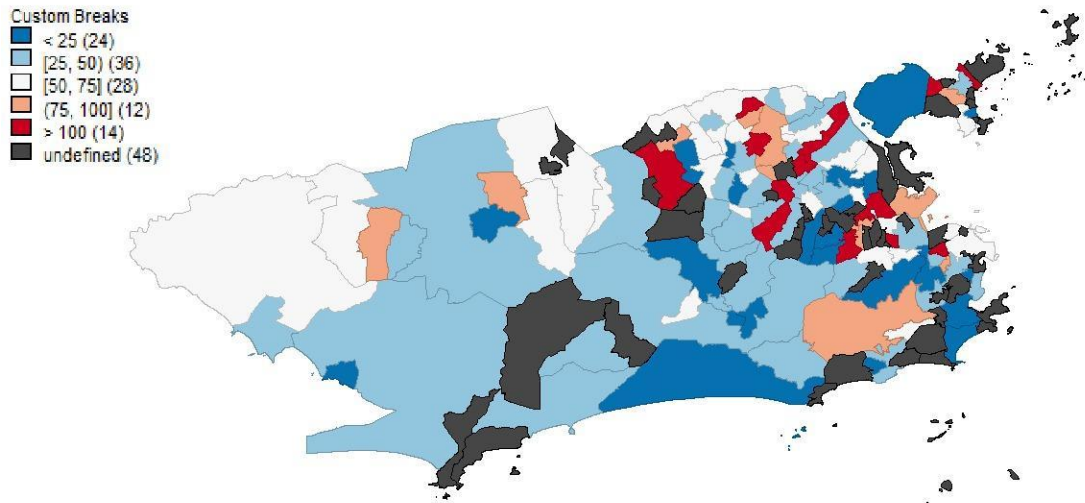 Custom Breaks
< 25 (24)
[25, 50) (36)
[50, 75] (28)
(75, 100] (12)
> 100 (14)
undefined (48)